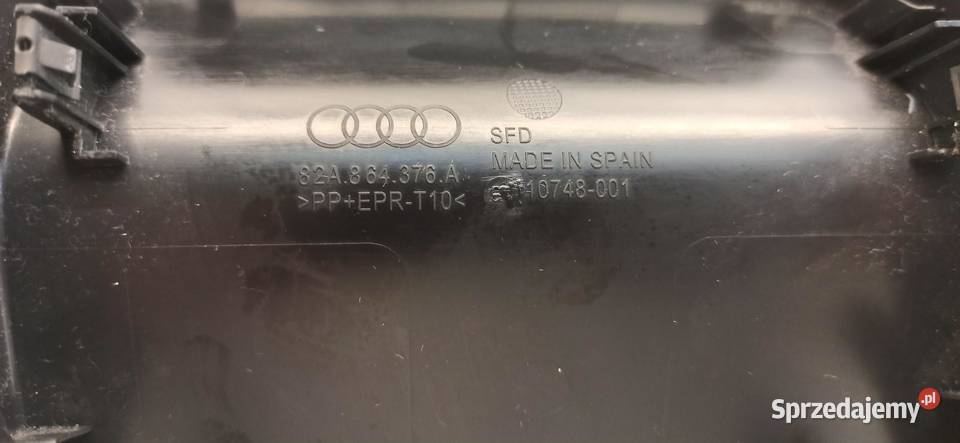 SFD
MADE IN SPAIN
82A.864.376.A
10748-001
>PP+EPR-T10<
Sprzedajemy.pl